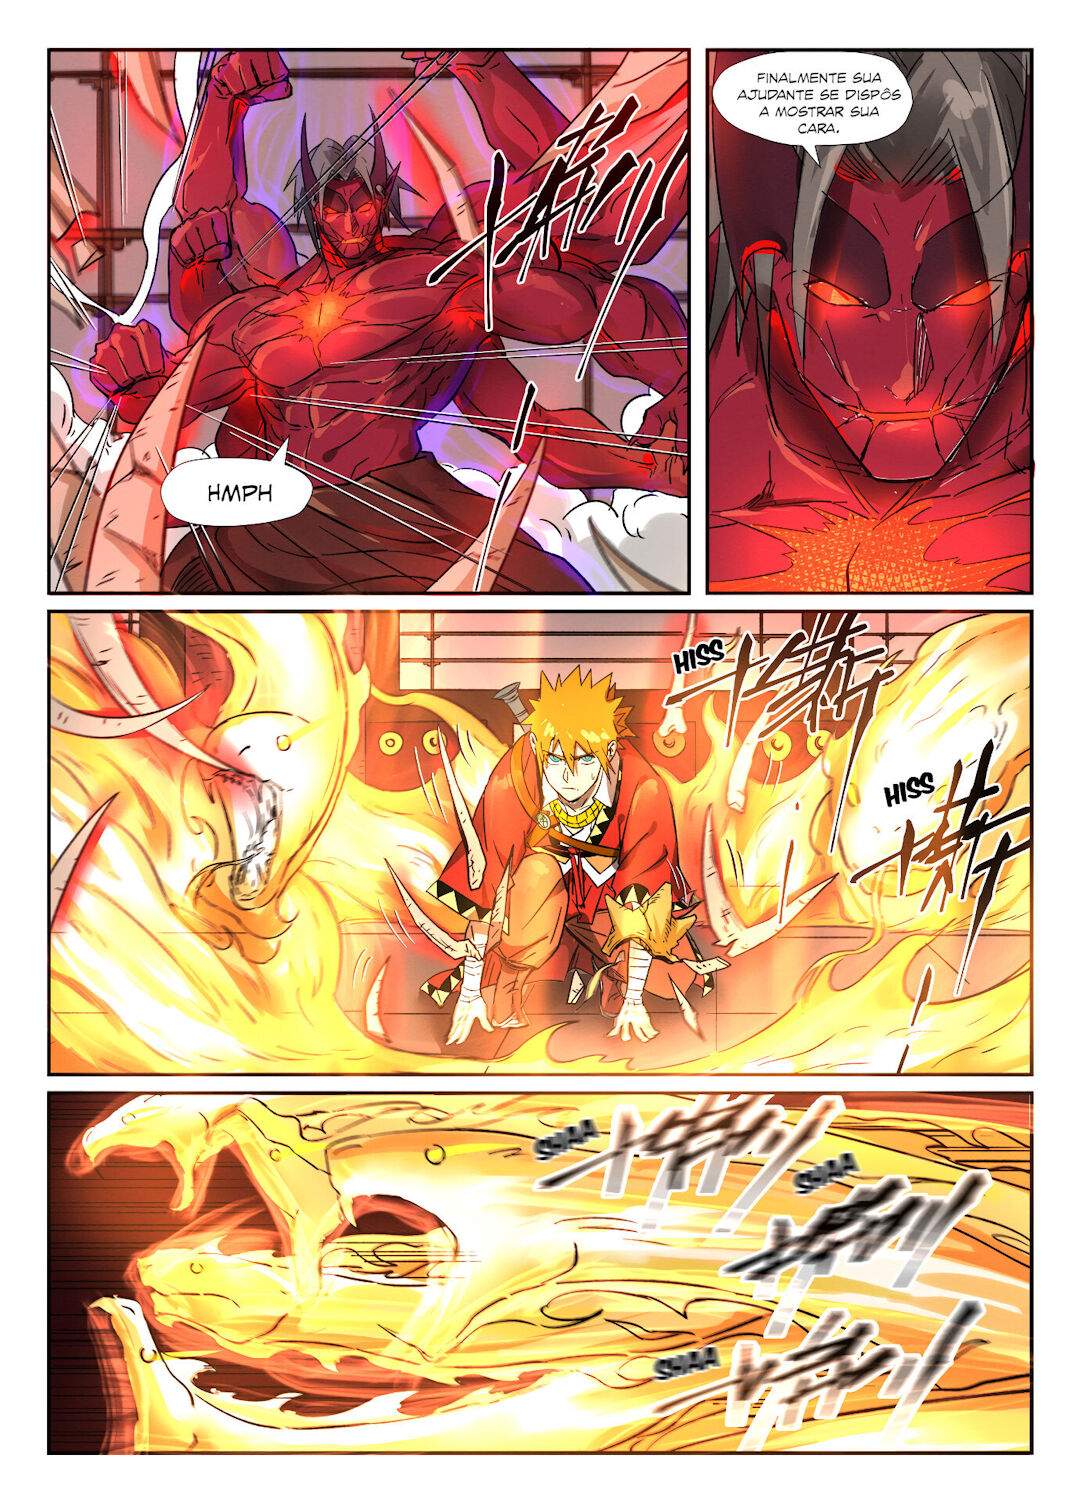 HMPH
FINALMENTE SUA
AJUDANTE SE DISPÔS
A MOSTRAR SUA
CARA.
HISS
HISS
SHAA
SHAA
SHAA